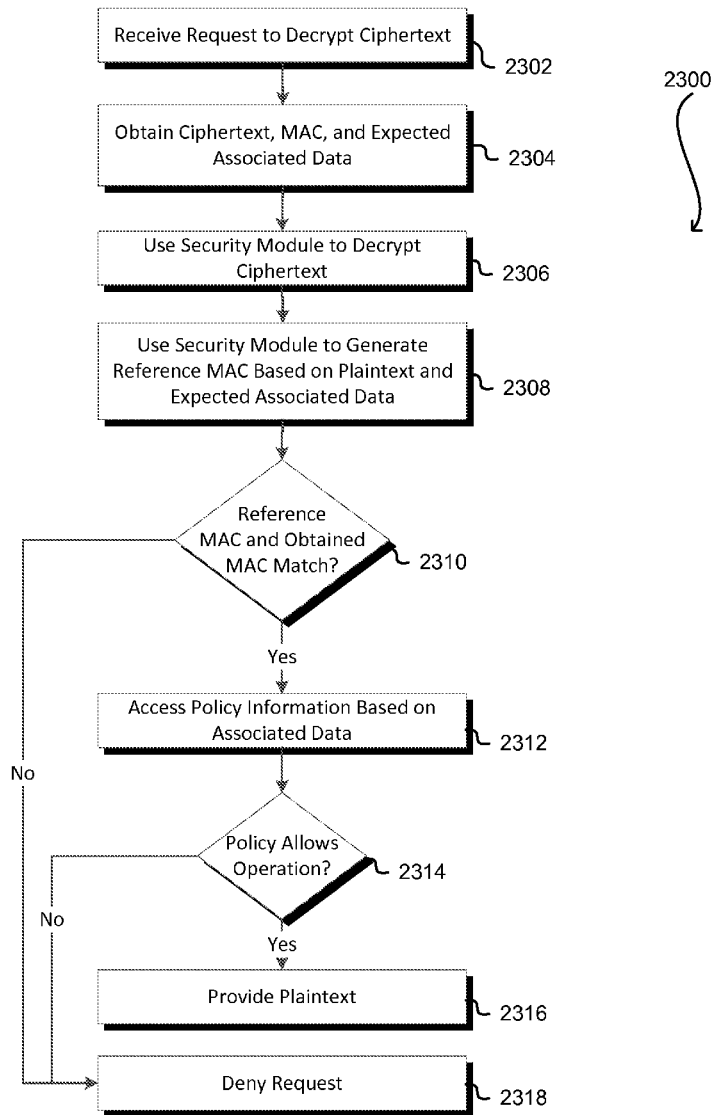 Receive Request to Decrypt Ciphertext
2302
2300
Obtain Ciphertext, MAC, and Expected
Associated Data
2304
Use Security Module to Decrypt
Ciphertext
2306
Use Security Module to Generate
Reference MAC Based on Plaintext and
Expected Associated Data
2308
Reference
MAC and Obtained
MAC Match?
2310
Yes
Access Policy Information Based on
Associated Data
2312
No
Policy Allows
Operation?
2314
No
Yes
Provide Plaintext
2316
Deny Request
2318